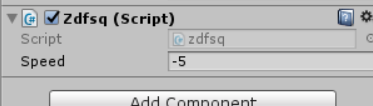 Zdfsq (Script)
Script zdfsq
Speed -5
Add Component